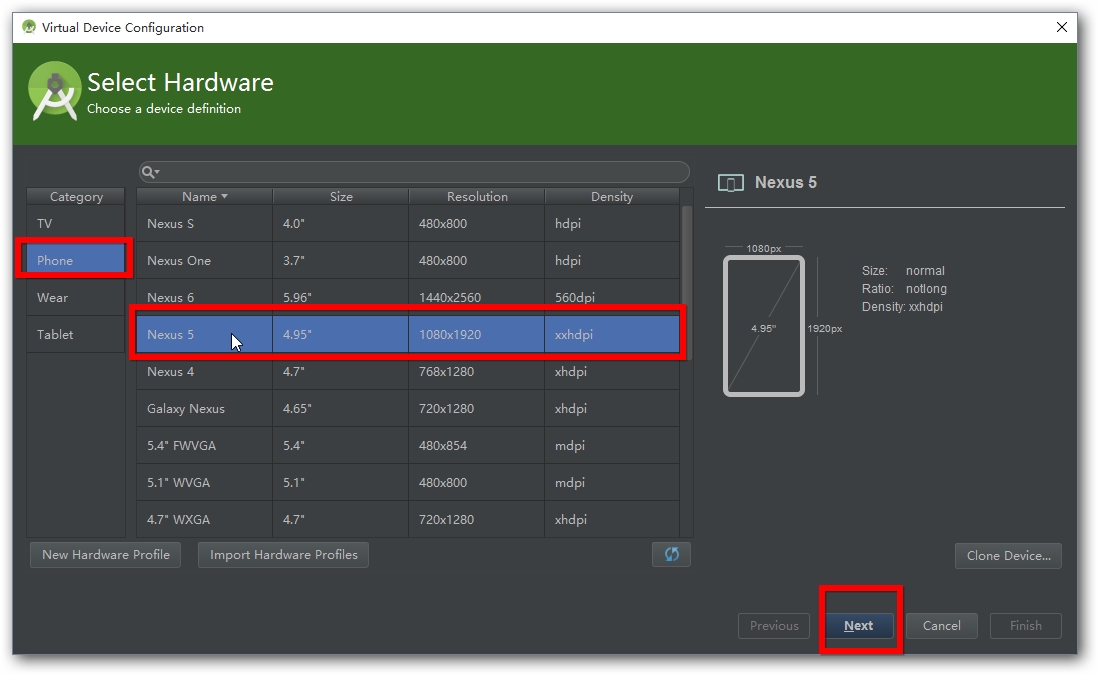 Virtual Device Configuration
Select Hardware
Choose a device definition
Category
TV
Phone
Wear
Tablet
Name Size Resolution Density
Nexus S 4.0" 480x800 hdpi
Nexus One 3.7" 480x800 hdpi
Nexus 6 5.96" 1440x2560 560dpi
Nexus 5 4.95" 1080x1920 xxhdpi
Nexus 4 4.7" 768x1280 xhdpi
Galaxy Nexus 4.65" 720x1280 xhdpi
5.4" FWVGA 5.4" 480x854 mdpi
5.1" WVGA 5.1" 480x800 mdpi
4.7" WXGA 4.7" 720x1280 xhdpi
New Hardware Profile Import Hardware Profiles
Nexus 5
1080px
4.95"
1920px
Size: normal
Ratio: notlong
Density: xxhdpi
Clone Device...
Previous Next Cancel Finish